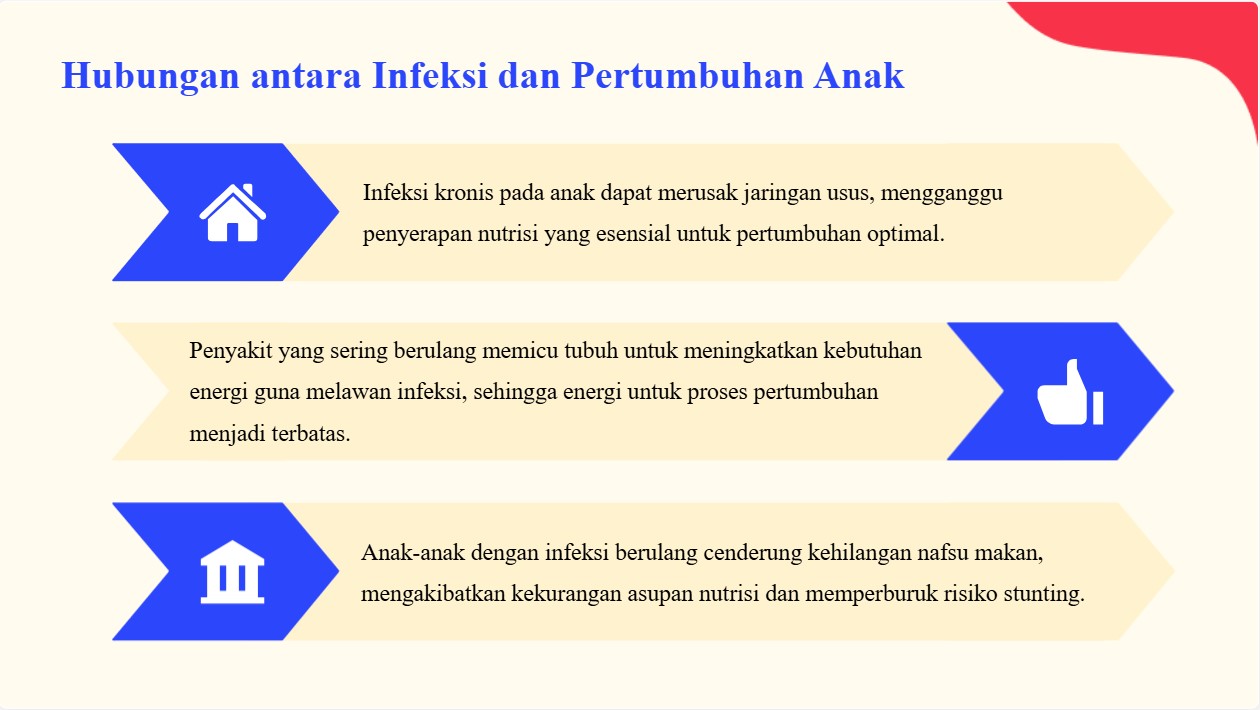 Hubungan antara Infeksi dan Pertumbuhan Anak
Infeksi kronis pada anak dapat merusak jaringan usus, mengganggu
penyerapan nutrisi yang esensial untuk pertumbuhan optimal.
Penyakit yang sering berulang memicu tubuh untuk meningkatkan kebutuhan
energi guna melawan infeksi, sehingga energi untuk proses pertumbuhan
menjadi terbatas.
Anak-anak dengan infeksi berulang cenderung kehilangan nafsu makan,
mengakibatkan kekurangan asupan nutrisi dan memperburuk risiko stunting.